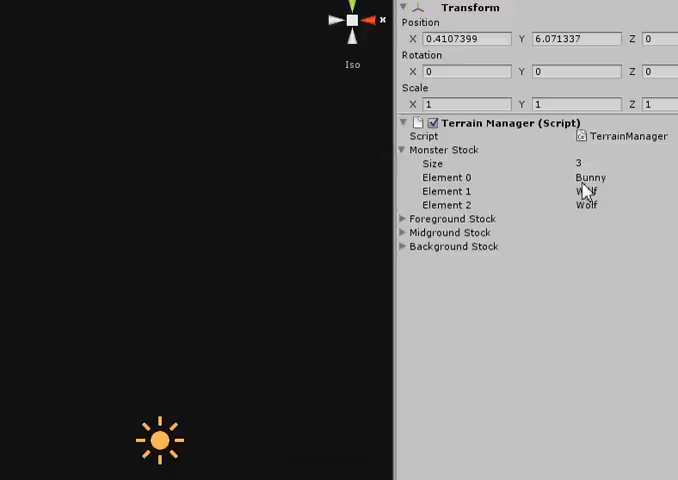 Transform
Position
X 0.4107399 Y 6.071337 Z 0
Rotation
X 0 Y 0 Z 0
Scale
X 1 Y 1 Z 1
Terrain Manager (Script)
Script TerrainManager
Monster Stock
Size 3
Element 0 Bunny
Element 1 Wolf
Element 2 Wolf
Foreground Stock
Midground Stock
Background Stock
Iso